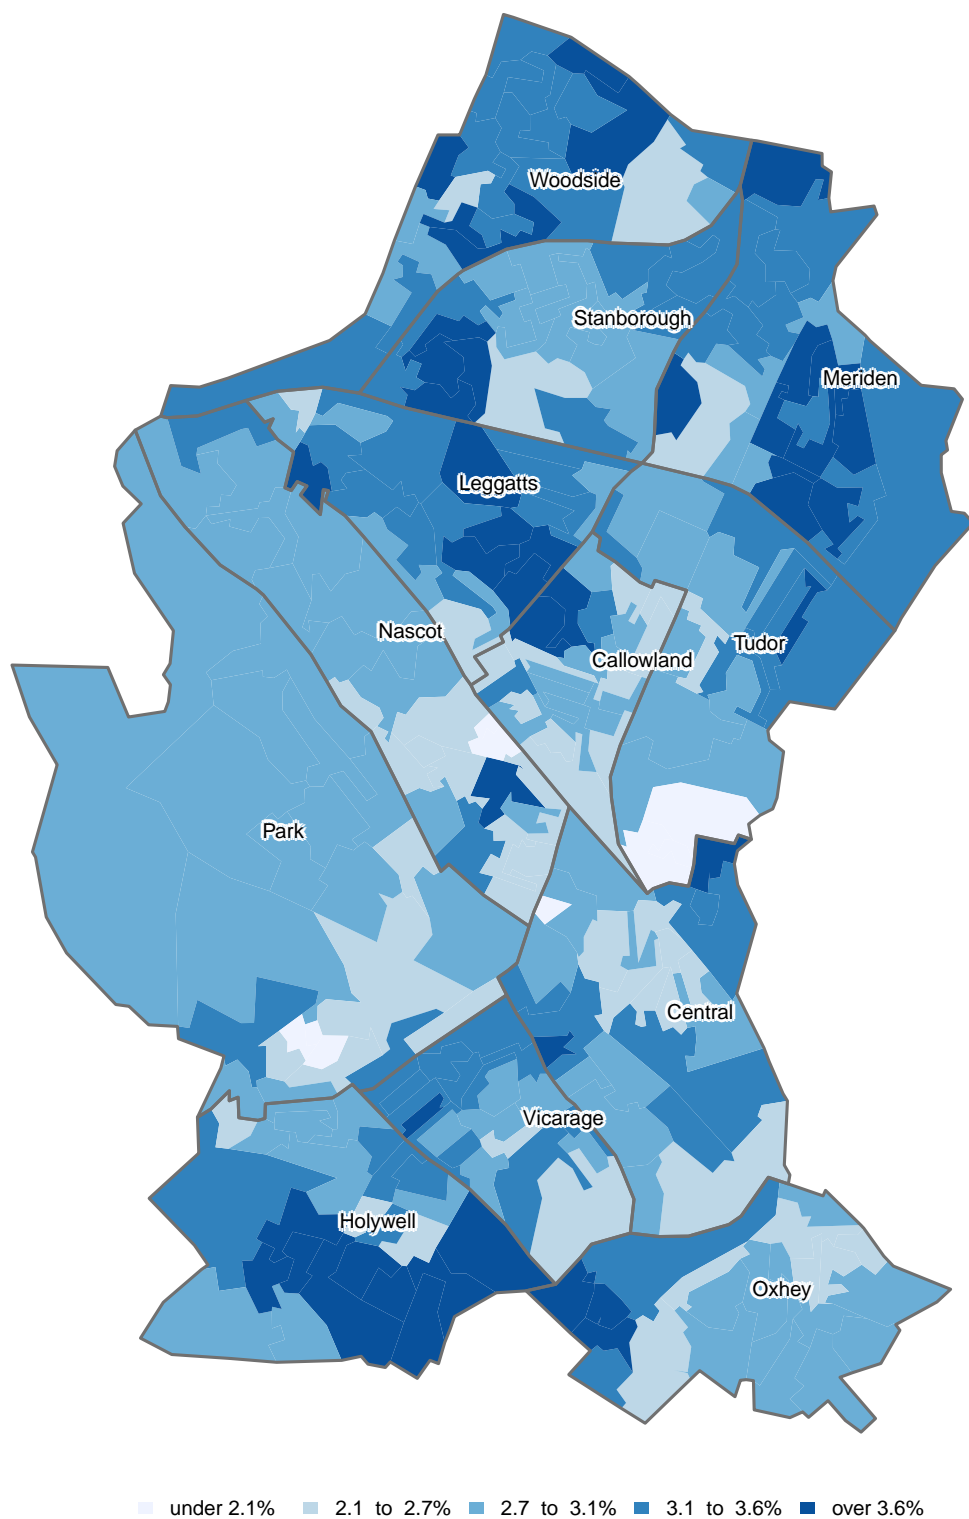 Woodside
Stanborough
Meriden
Leggatts
Nascot
Callowland
Tudor
Park
Central
Vicarage
Holywell
Oxhey
under 2.1% 2.1 to 2.7% 2.7 to 3.1% 3.1 to 3.6% over 3.6%